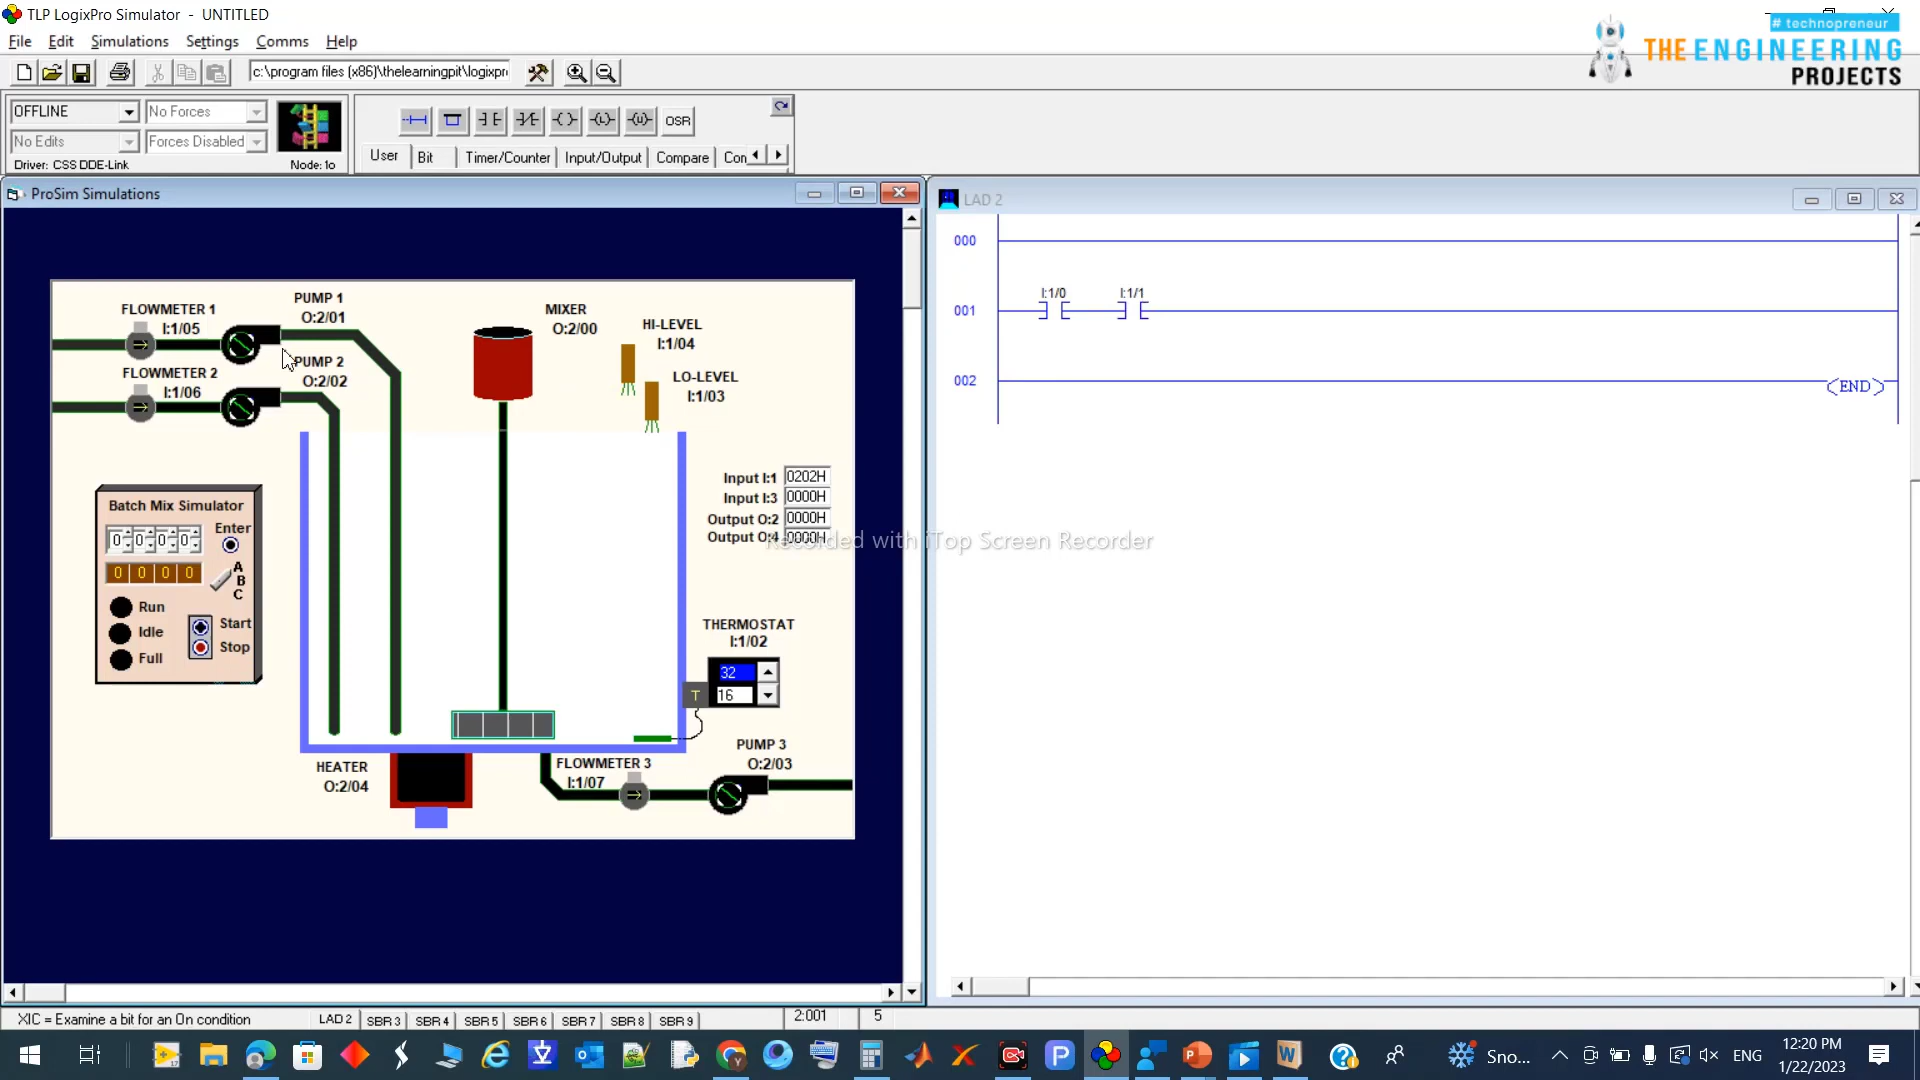 TLP LogixPro Simulator - UNTITLED
# technopreneur
THE ENGINEERING
PROJECTS
File Edit Simulations Settings Comms Help
c:\program files (x86)\thelearningpit\logixpr
OFFLINE No Forces
No Edits Forces Disabled
Driver: CSS DDE-Link Node: 1o
OSR
User Bit Timer/Counter Input/Output Compare Con
ProSim Simulations
LAD 2
FLOWMETER 1
I:1/05
PUMP 1
O:2/01
FLOWMETER 2
I:1/06
PUMP 2
O:2/02
MIXER
O:2/00
HI-LEVEL
I:1/04
LO-LEVEL
I:1/03
Input I:1 0202H
Input I:3 0000H
Output O:2 0000H
Output O:4 0000H
Batch Mix Simulator
Enter
0 0 0 0
0 0 0 0
A
B
C
Run
Idle
Full
Start
Stop
THERMOSTAT
I:1/02
32
16
T
PUMP 3
O:2/03
FLOWMETER 3
I:1/07
HEATER
O:2/04
000
001
I:1/0 I:1/1
002
END
Recorded with iTop Screen Recorder
XIC = Examine a bit for an On condition
LAD 2 SBR 3 SBR 4 SBR 5 SBR 6 SBR 7 SBR 8 SBR 9
2:001 5
Sno...
ENG
12:20 PM
1/22/2023